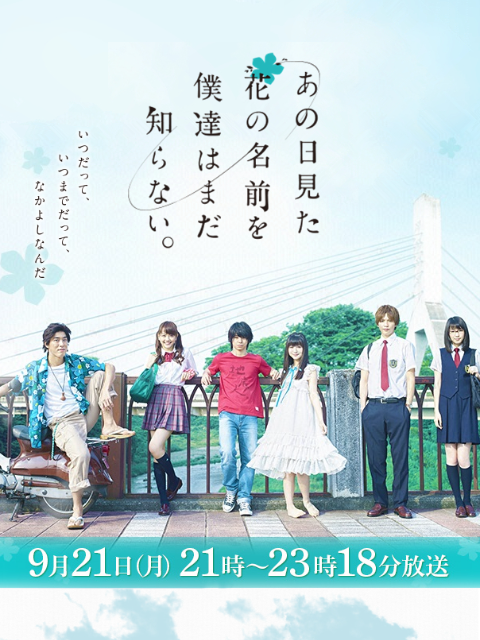 あの日見た
花の名前を
僕達はまだ
知らない。
いつだって、
いつまでだって、
なかよしなんだ
9月21日(月) 21時～23時18分放送